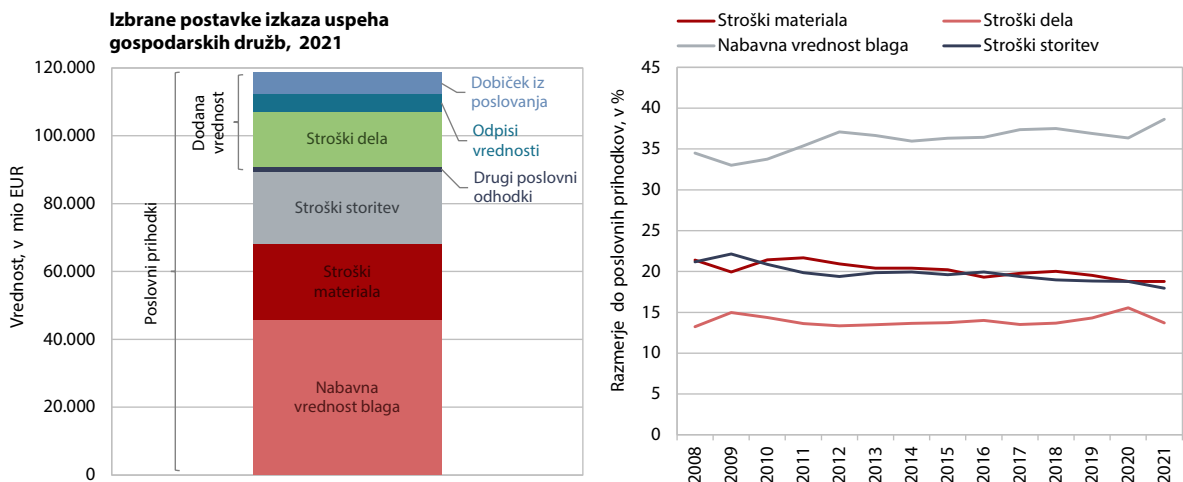 Izbrane postavke izkaza uspeha
gospodarskih družb, 2021
Vrednost, v mio EUR
120.000
100.000
80.000
60.000
40.000
20.000
0
Poslovni prihodki
Dodana
vrednost
Dobiček iz
poslovanja
Odpisi
vrednosti
Stroški dela
Drugi poslovni
odhodki
Stroški storitev
Stroški
materiala
Nabavna
vrednost blaga
Stroški materiala
Stroški dela
Nabavna vrednost blaga
Stroški storitev
Razmerje do poslovnih prihodkov, v %
45
40
35
30
25
20
15
10
5
0
2008
2009
2010
2011
2012
2013
2014
2015
2016
2017
2018
2019
2020
2021